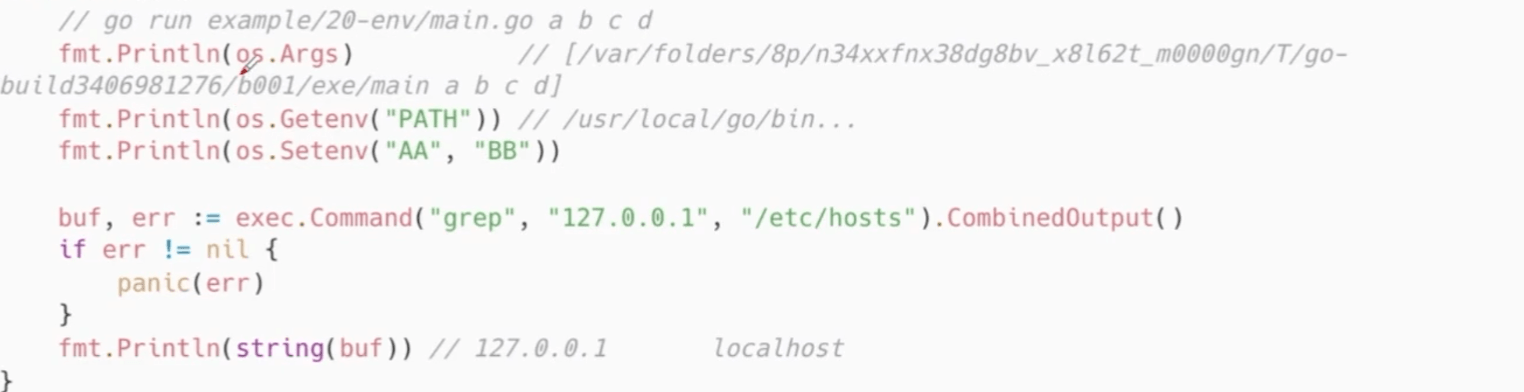 // go run example/20-env/main.go a b c d
fmt.Println(os.Args)           // [/var/folders/8p/n34xxfnx38dg8bv_x8l62t_m0000gn/T/go-
build3406981276/b001/exe/main a b c d]
fmt.Println(os.Getenv("PATH")) // /usr/local/go/bin...
fmt.Println(os.Setenv("AA", "BB"))
buf, err := exec.Command("grep", "127.0.0.1", "/etc/hosts").CombinedOutput()
if err != nil {
panic(err)
}
fmt.Println(string(buf)) // 127.0.0.1       localhost
}